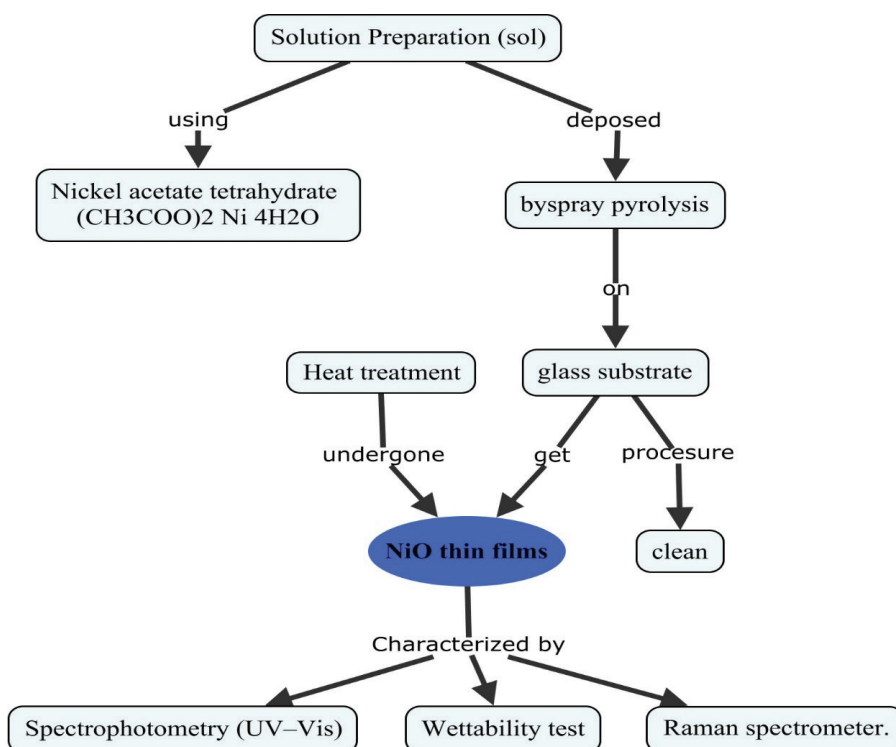 Solution Preparation (sol)
using
deposed
Nickel acetate tetrahydrate
(CH3COO)2 Ni 4H2O
byspray pyrolysis
on
Heat treatment
glass substrate
undergone
get
procesure
NiO thin films
clean
Characterized by
Spectrophotometry (UV–Vis)
Wettability test
Raman spectrometer.